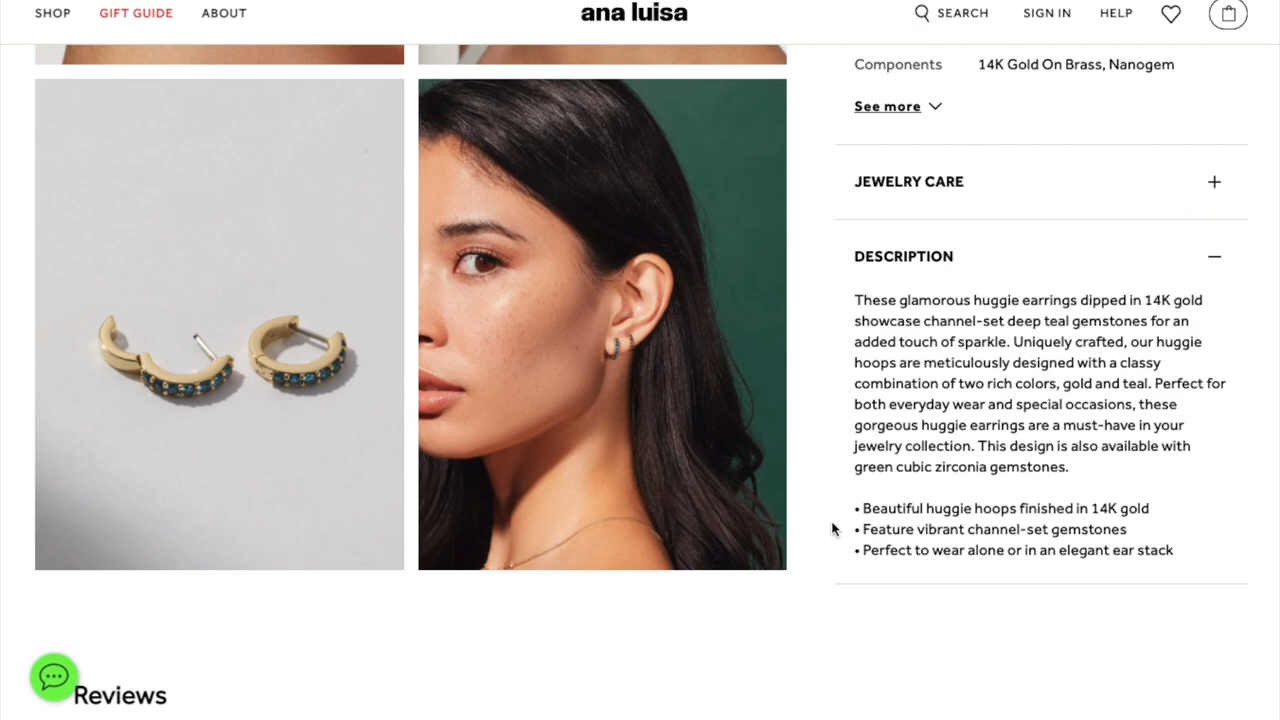 SHOP GIFT GUIDE ABOUT ana luisa SEARCH SIGN IN HELP
Components 14K Gold On Brass, Nanogem
See more
JEWELRY CARE
DESCRIPTION
These glamorous huggie earrings dipped in 14K gold
showcase channel-set deep teal gemstones for an
added touch of sparkle. Uniquely crafted, our huggie
hoops are meticulously designed with a classy
combination of two rich colors, gold and teal. Perfect for
both everyday wear and special occasions, these
gorgeous huggie earrings are a must-have in your
jewelry collection. This design is also available with
green cubic zirconia gemstones.
• Beautiful huggie hoops finished in 14K gold
• Feature vibrant channel-set gemstones
• Perfect to wear alone or in an elegant ear stack
Reviews